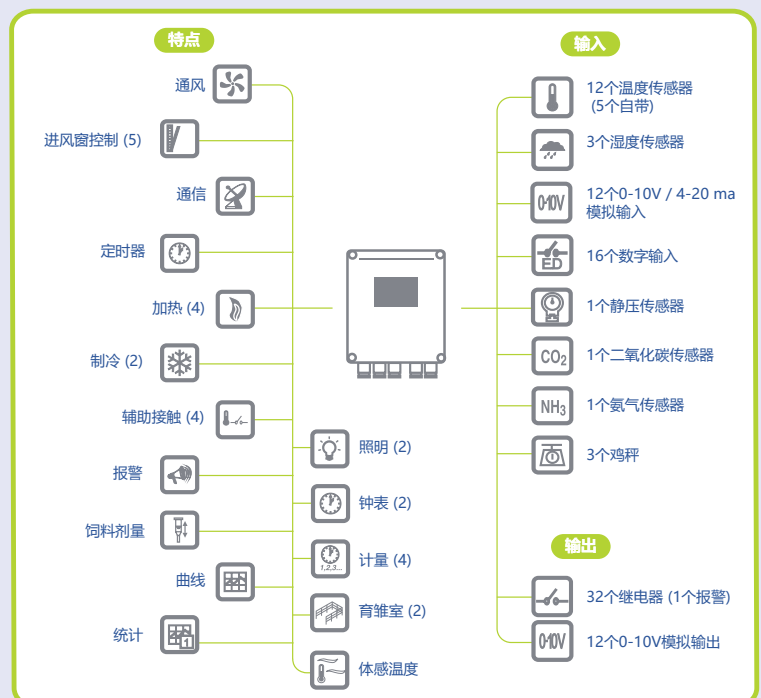 特点
通风
进风窗控制 (5)
通信
定时器
加热 (4)
制冷 (2)
辅助接触 (4)
报警
饲料剂量
曲线
统计
1
照明 (2)
钟表 (2)
计量 (4)
1,2,3...
育雏室 (2)
体感温度
输入
12个温度传感器
(5个自带)
3个湿度传感器
0-10V
12个0-10V / 4-20 ma
模拟输入
ED
16个数字输入
1个静压传感器
CO₂
1个二氧化碳传感器
NH₃
1个氨气传感器
3个鸡秤
输出
32个继电器 (1个报警)
0-10V
12个0-10V模拟输出